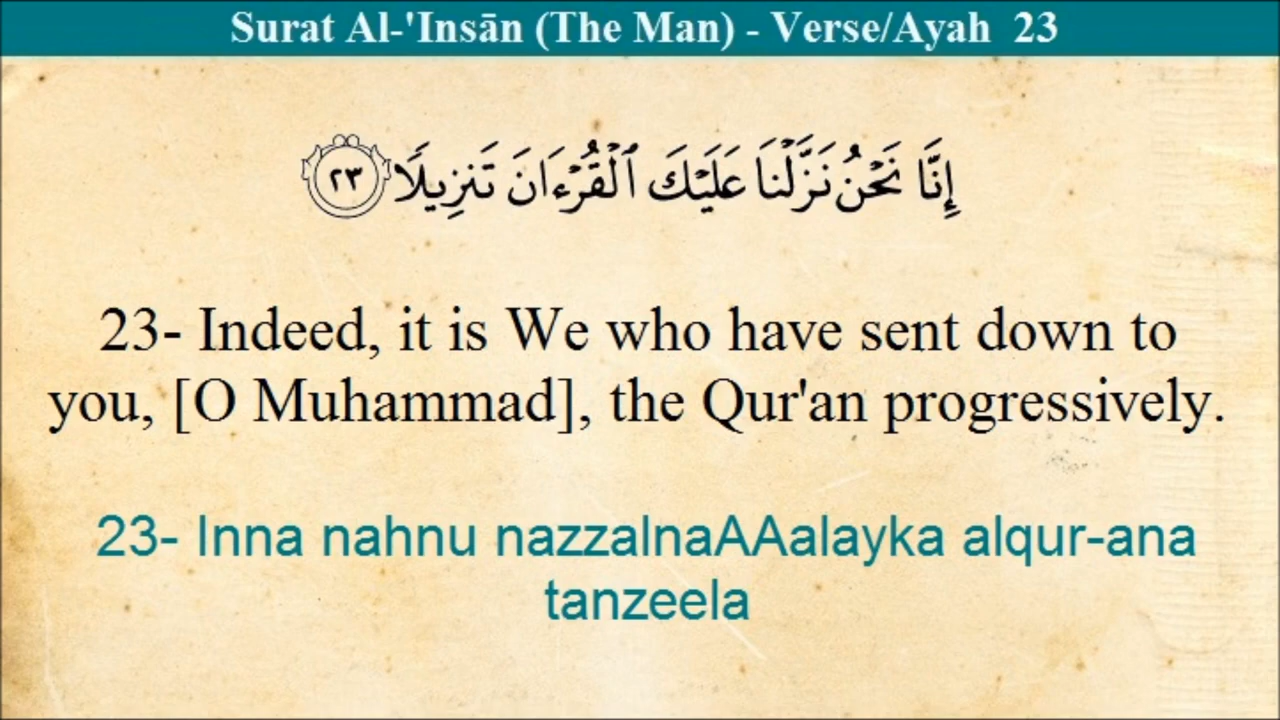 Surat Al-'Insān (The Man) - Verse/Ayah 23
إِنَّا نَحْنُ نَزَّلْنَا عَلَيْكَ ٱلْقُرْءَانَ تَنزِيلًا ٢٣
23- Indeed, it is We who have sent down to
you, [O Muhammad], the Qur'an progressively.
23- Inna nahnu nazzalnaAAalayka alqur-ana
tanzeela